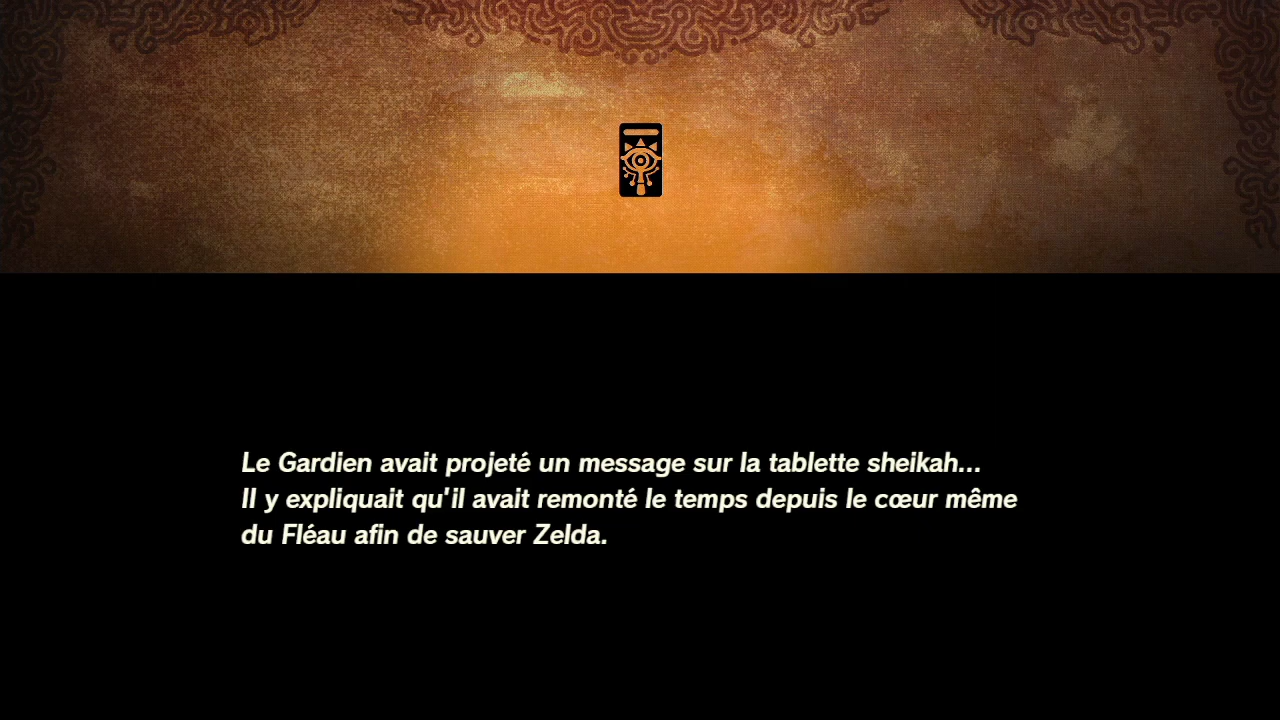 Le Gardien avait projeté un message sur la tablette sheikah...
Il y expliquait qu'il avait remonté le temps depuis le cœur même
du Fléau afin de sauver Zelda.